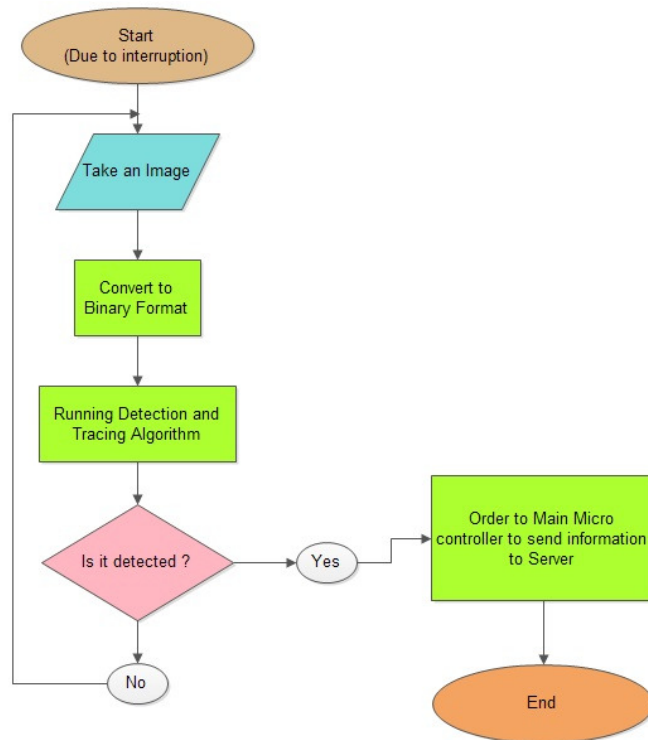 Start
(Due to interruption)
Take an Image
Convert to
Binary Format
Running Detection and
Tracing Algorithm
Is it detected ?
Yes
No
Order to Main Micro
controller to send information
to Server
End